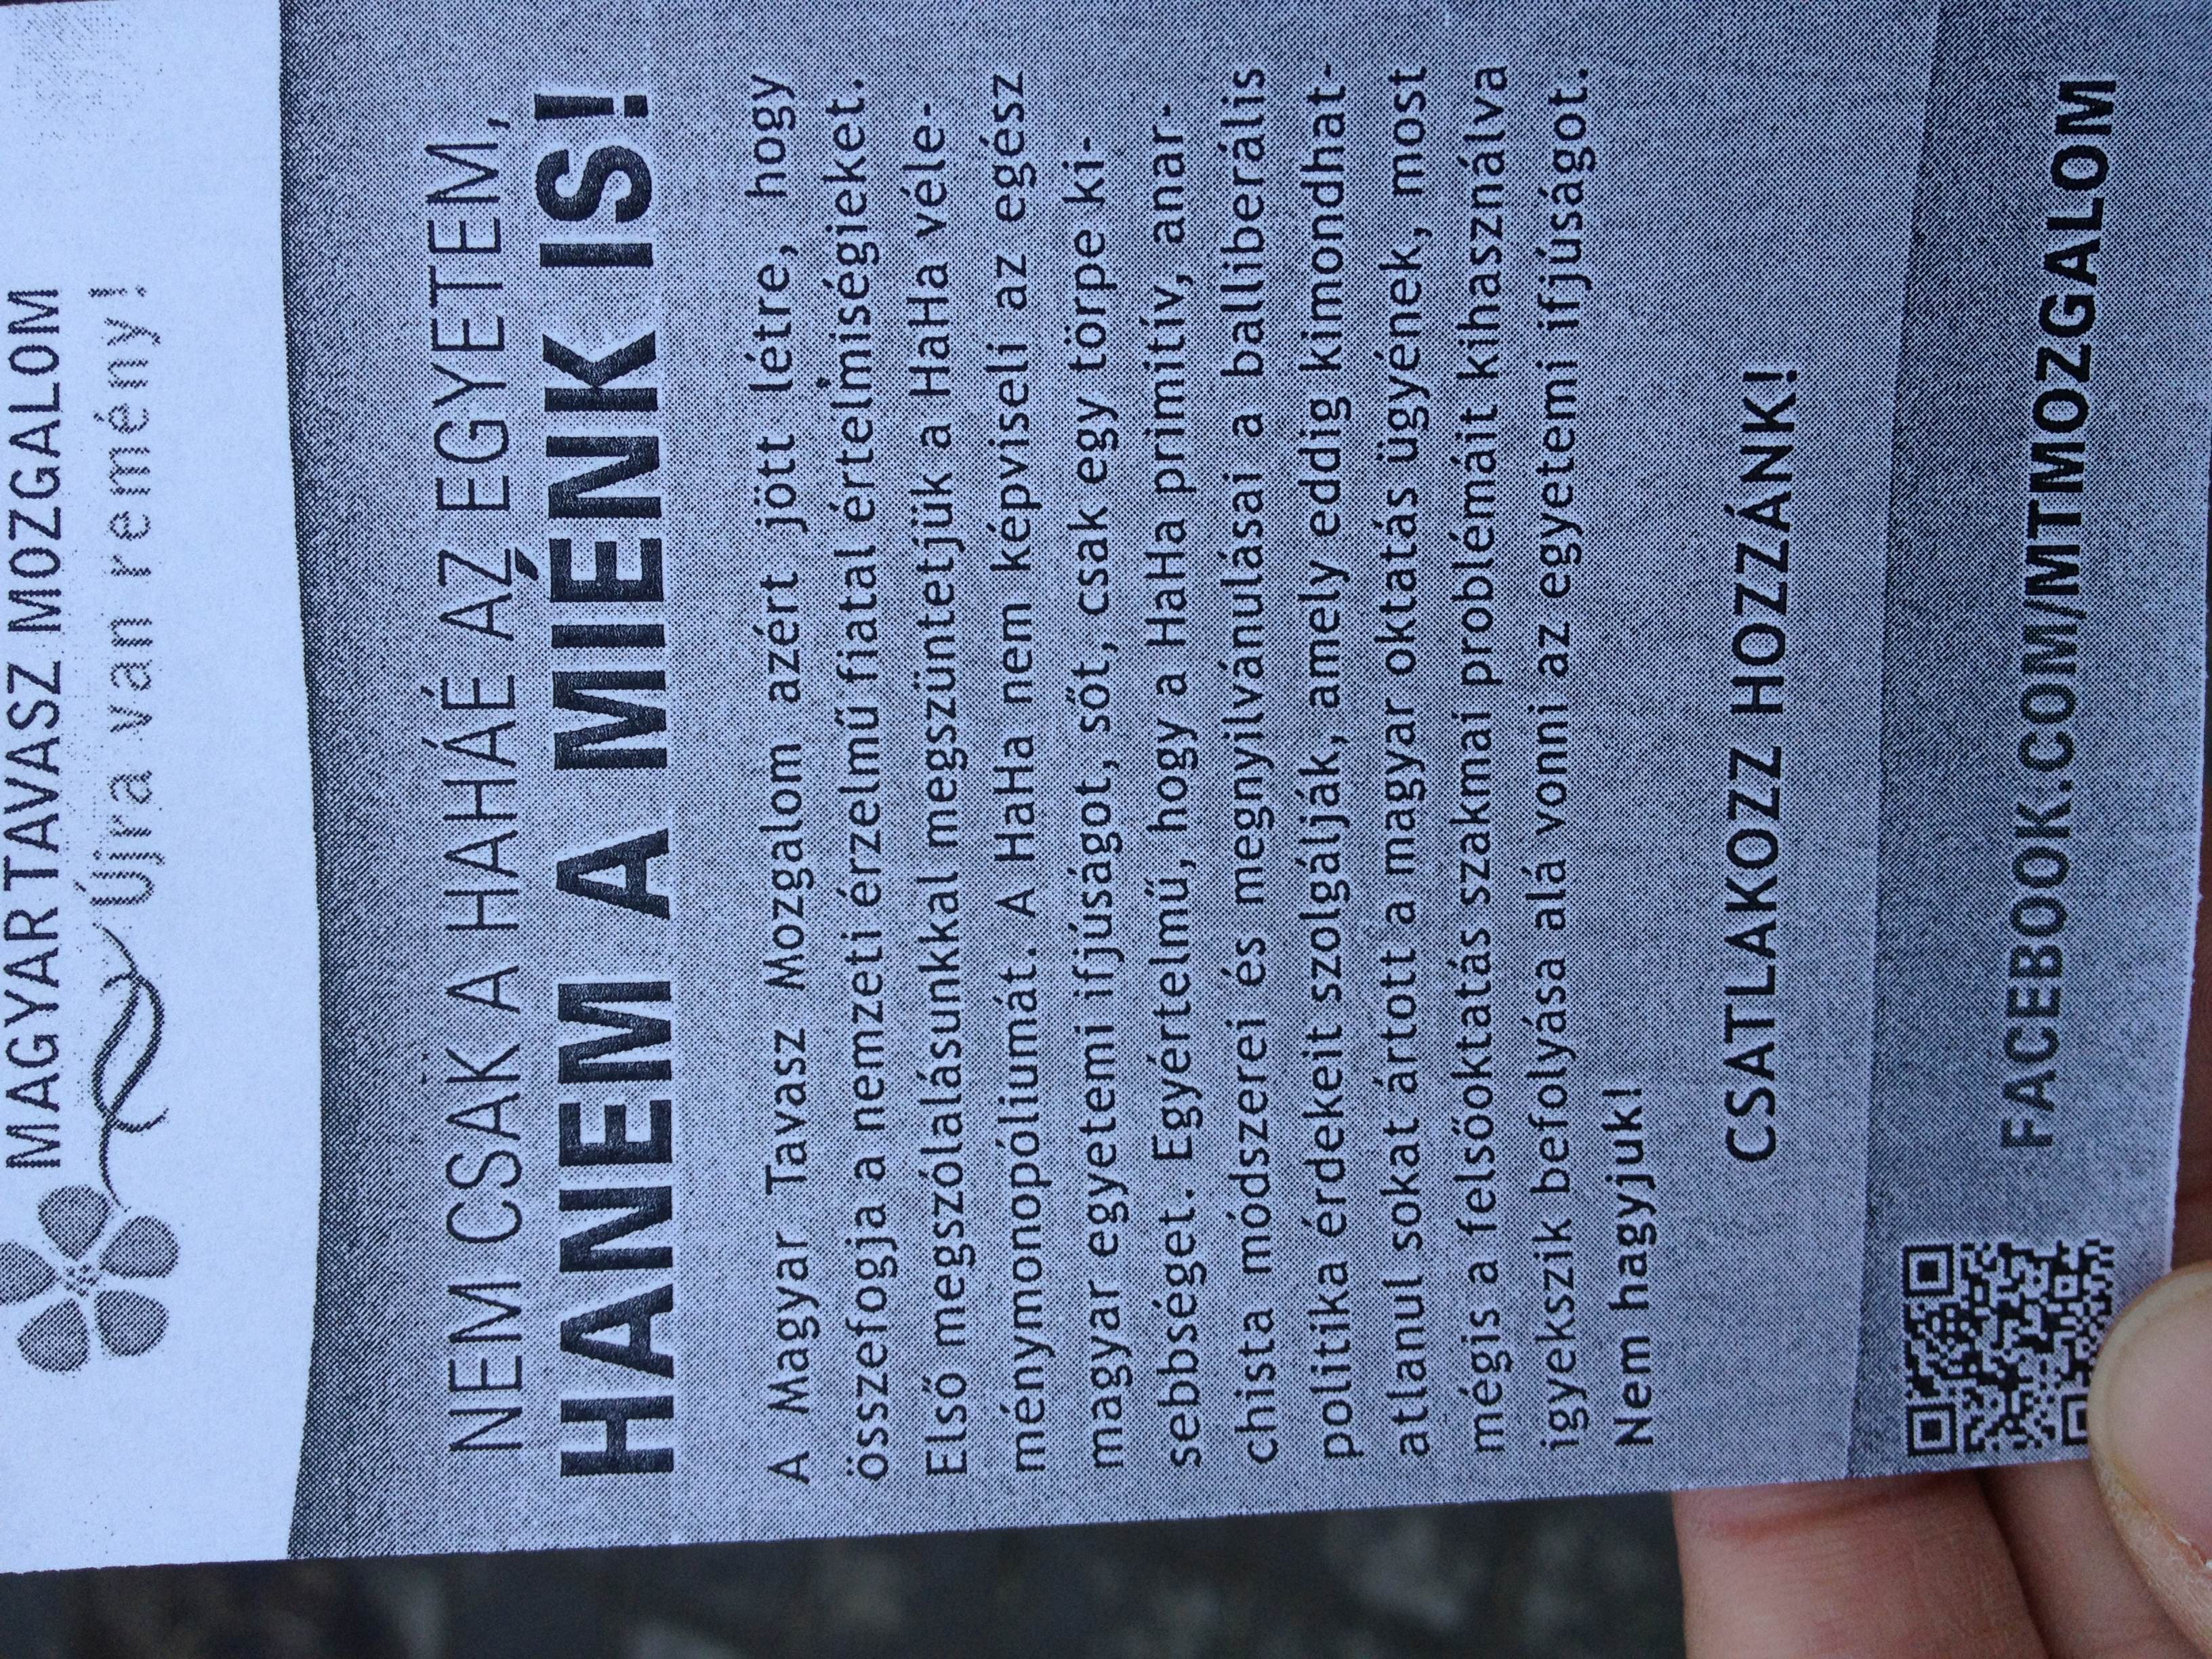 MAGYAR TAVASZ MOZGALOM
Újra van remény!
NEM CSAK A HAHÁÉ AZ EGYETEM,
HANEM A MIÉNK IS!
A Magyar Tavasz Mozgalom azért jött létre, hogy
összefogja a nemzeti érzelmű fiatal értelmiségieket.
Első megszólalásunkkal megszüntetjük a HaHa véle-
ménymonopóliumát. A HaHa nem képviseli az egész
magyar egyetemi ifjúságot, sőt, csak egy törpe ki-
sebbséget. Egyértelmű, hogy a HaHa primitív, anar-
chista módszerei és megnyilvánulásai a balliberális
politika érdekeit szolgálják, amely eddig kimondhat-
atlanul sokat ártott a magyar oktatás ügyének, most
mégis a felsőoktatás szakmai problémáit kihasználva
igyekszik befolyása alá vonni az egyetemi ifjúságot.
Nem hagyjuk!
CSATLAKOZZ HOZZÁNK!
FACEBOOK.COM/MTMOZGALOM